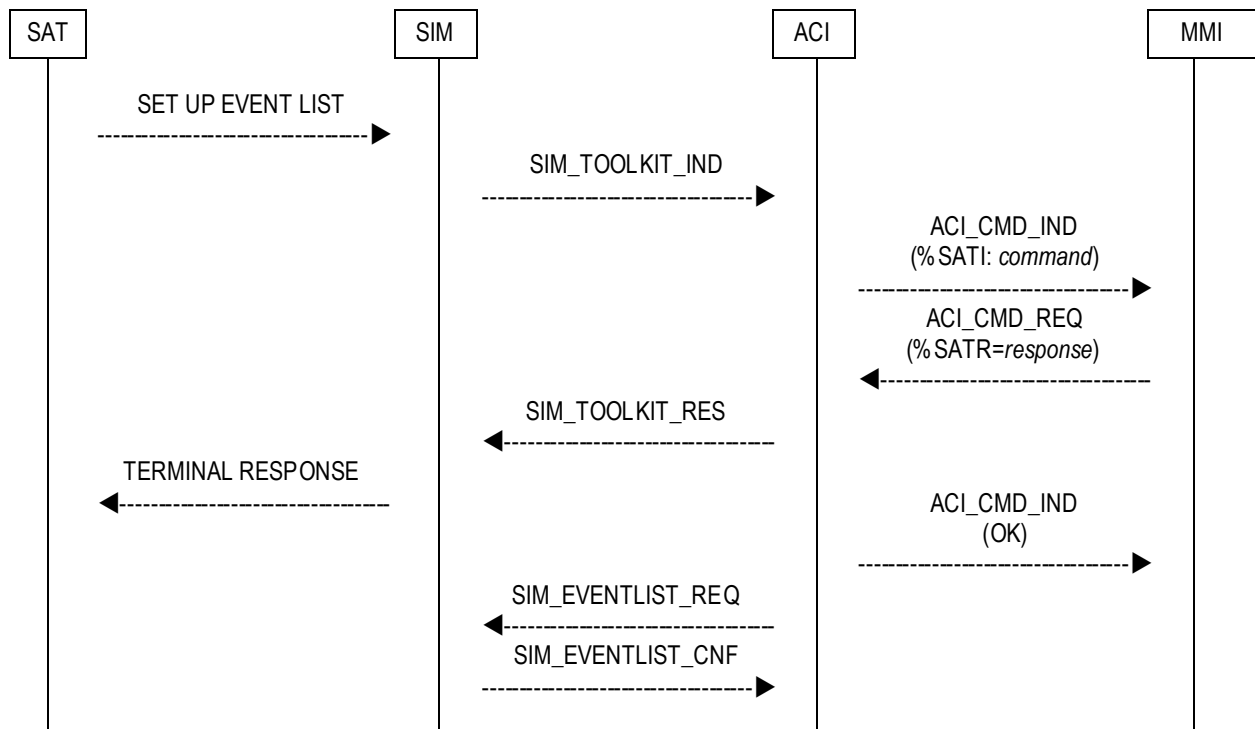 SAT
SIM
ACI
MMI
SET UP EVENT LIST
SIM_TOOLKIT_IND
ACI_CMD_IND
(%SATI: command)
ACI_CMD_REQ
(%SATR=response)
SIM_TOOLKIT_RES
TERMINAL RESPONSE
ACI_CMD_IND
(OK)
SIM_EVENTLIST_REQ
SIM_EVENTLIST_CNF